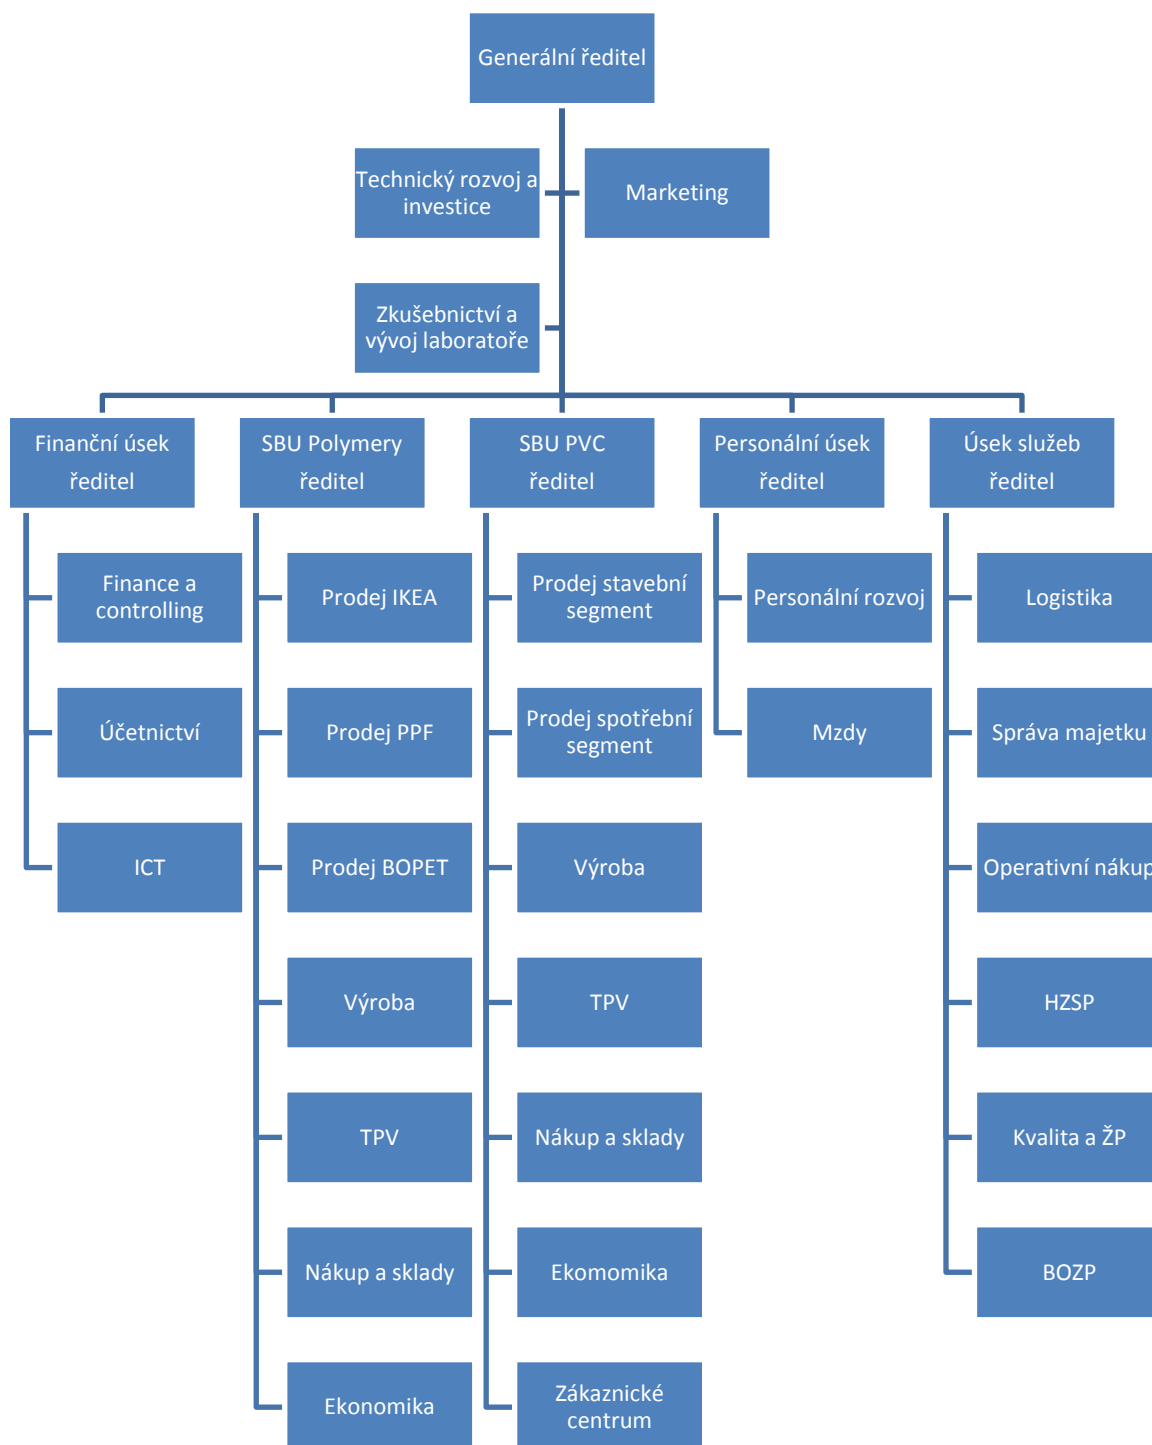 Generální ředitel
Technický rozvoj a
investice
Marketing
Zkušebnictví a
vývoj laboratoře
Finanční úsek
ředitel
SBU Polymery
ředitel
SBU PVC
ředitel
Personální úsek
ředitel
Úsek služeb
ředitel
Finance a
controlling
Účetnictví
ICT
Prodej IKEA
Prodej PPF
Prodej BOPET
Výroba
TPV
Nákup a sklady
Ekonomika
Prodej stavební
segment
Prodej spotřební
segment
Výroba
TPV
Nákup a sklady
Ekomomika
Zákaznické
centrum
Personální rozvoj
Mzdy
Logistika
Správa majetku
Operativní nákup
HZSP
Kvalita a ŽP
BOZP